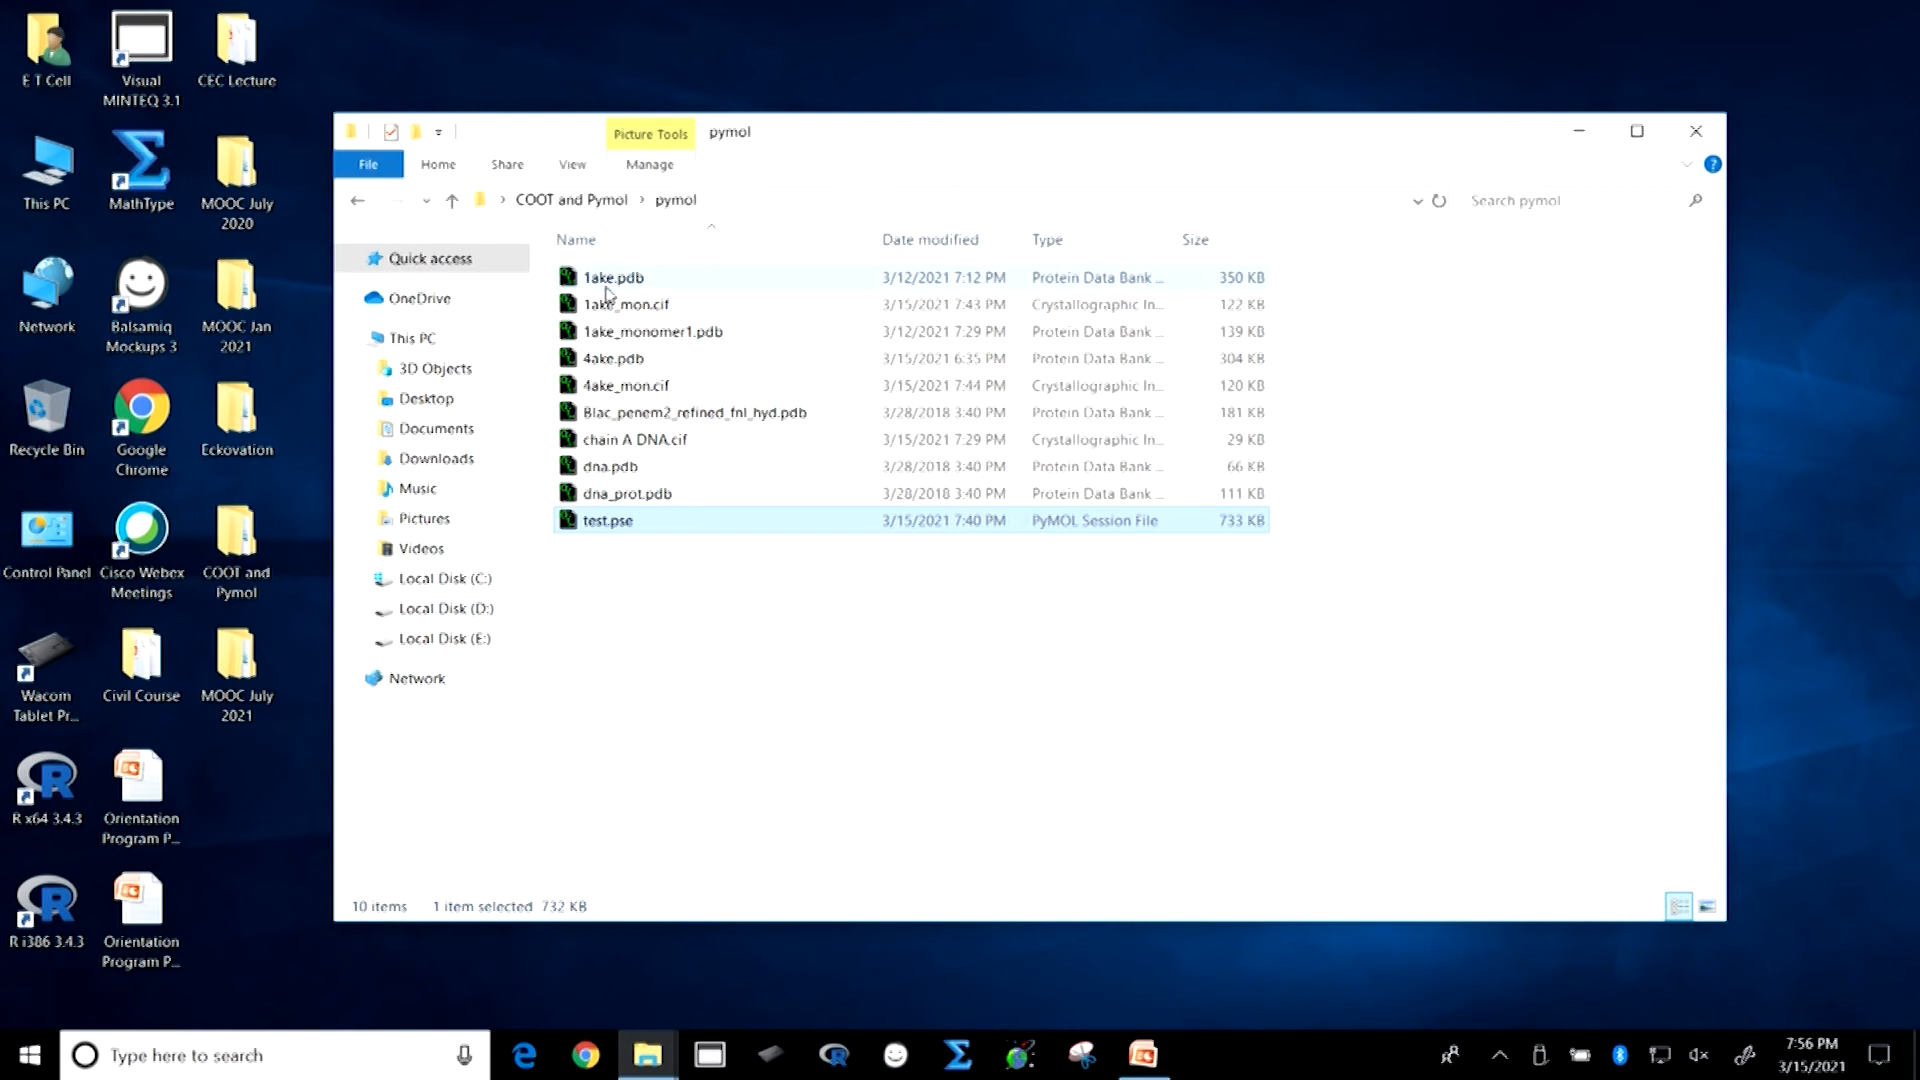 E T Cell
Visual
MINTEQ 3.1
CEC Lecture
This PC
MathType
MOOC July
2020
Network
Balsamiq
Mockups 3
MOOC Jan
2021
Recycle Bin
Google
Chrome
Eckovation
Control Panel
Cisco Webex
Meetings
COOT and
Pymol
Wacom
Tablet Pr...
Civil Course
MOOC July
2021
R x64 3.4.3
Orientation
Program P...
R i386 3.4.3
Orientation
Program P...
Picture Tools pymol
File Home Share View Manage
COOT and Pymol › pymol
Search pymol
Quick access
OneDrive
This PC
3D Objects
Desktop
Documents
Downloads
Music
Pictures
Videos
Local Disk (C:)
Local Disk (D:)
Local Disk (E:)
Network
Name Date modified Type Size
1ake.pdb 3/12/2021 7:12 PM Protein Data Bank ... 350 KB
1ake_mon.cif 3/15/2021 7:43 PM Crystallographic In... 122 KB
1ake_monomer1.pdb 3/12/2021 7:29 PM Protein Data Bank ... 139 KB
4ake.pdb 3/15/2021 6:35 PM Protein Data Bank ... 304 KB
4ake_mon.cif 3/15/2021 7:44 PM Crystallographic In... 120 KB
Blac_penem2_refined_fnl_hyd.pdb 3/28/2018 3:40 PM Protein Data Bank ... 181 KB
chain A DNA.cif 3/15/2021 7:29 PM Crystallographic In... 29 KB
dna.pdb 3/28/2018 3:40 PM Protein Data Bank ... 66 KB
dna_prot.pdb 3/28/2018 3:40 PM Protein Data Bank ... 111 KB
test.pse 3/15/2021 7:40 PM PyMOL Session File 733 KB
10 items 1 item selected 732 KB
Type here to search
7:56 PM
3/15/2021